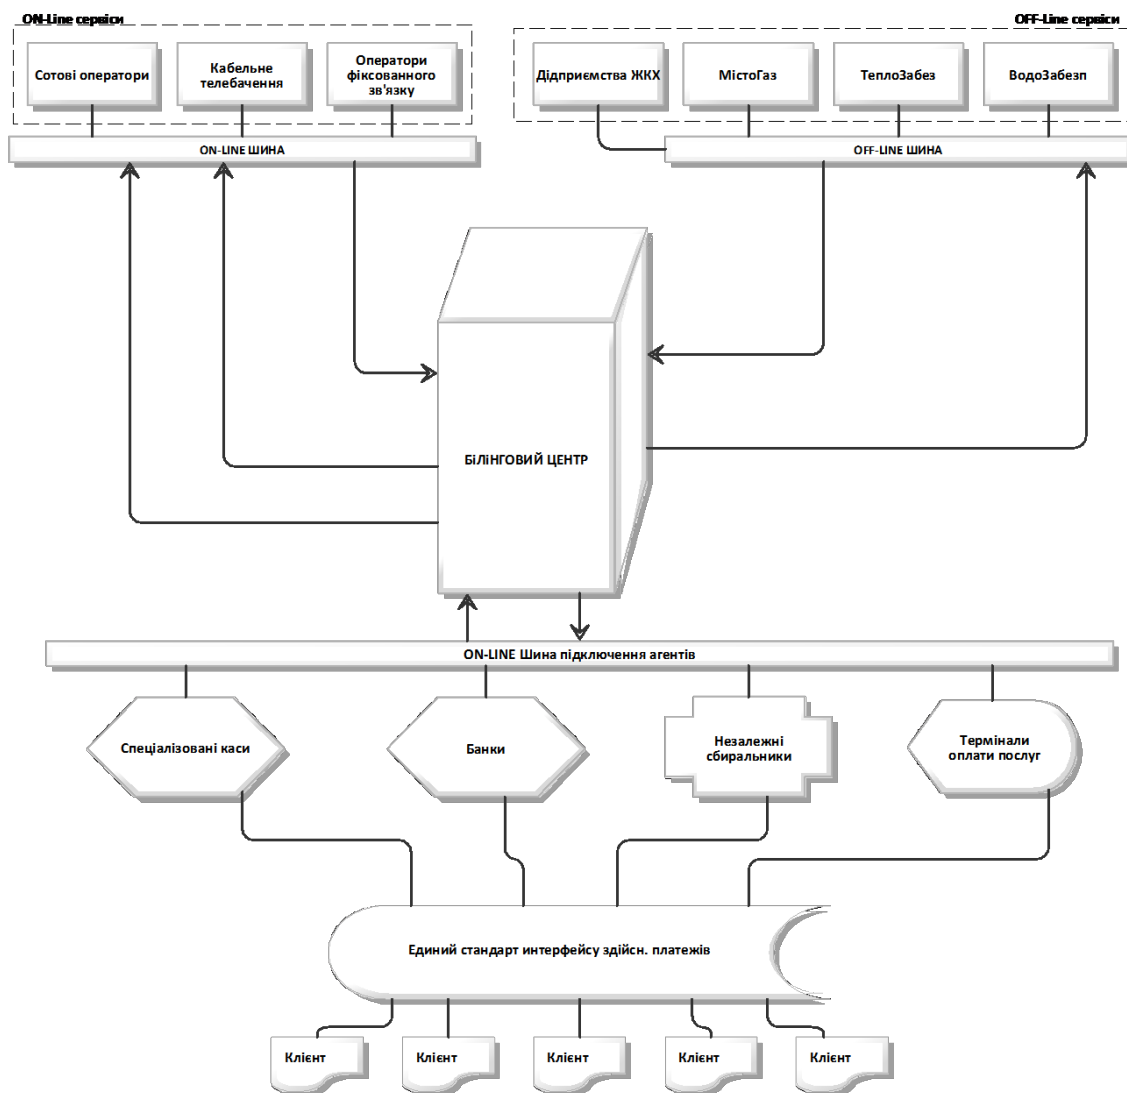 ON-Line сервіси
OFF-Line сервіси
Сотові оператори
Кабельне
телебачення
Оператори
фіксованного
зв'язку
Дідприємства ЖКХ
МістоГаз
ТеплоЗабез
ВодоЗабезп
ON-LINE ШИНА
OFF-LINE ШИНА
БІЛІНГОВИЙ ЦЕНТР
ON-LINE Шина підключення агентів
Спеціалізовані каси
Банки
Незалежні
сбиральники
Термінали
оплати послуг
Единий стандарт интерфейсу здійсн. платежів
Клієнт
Клієнт
Клієнт
Клієнт
Клієнт